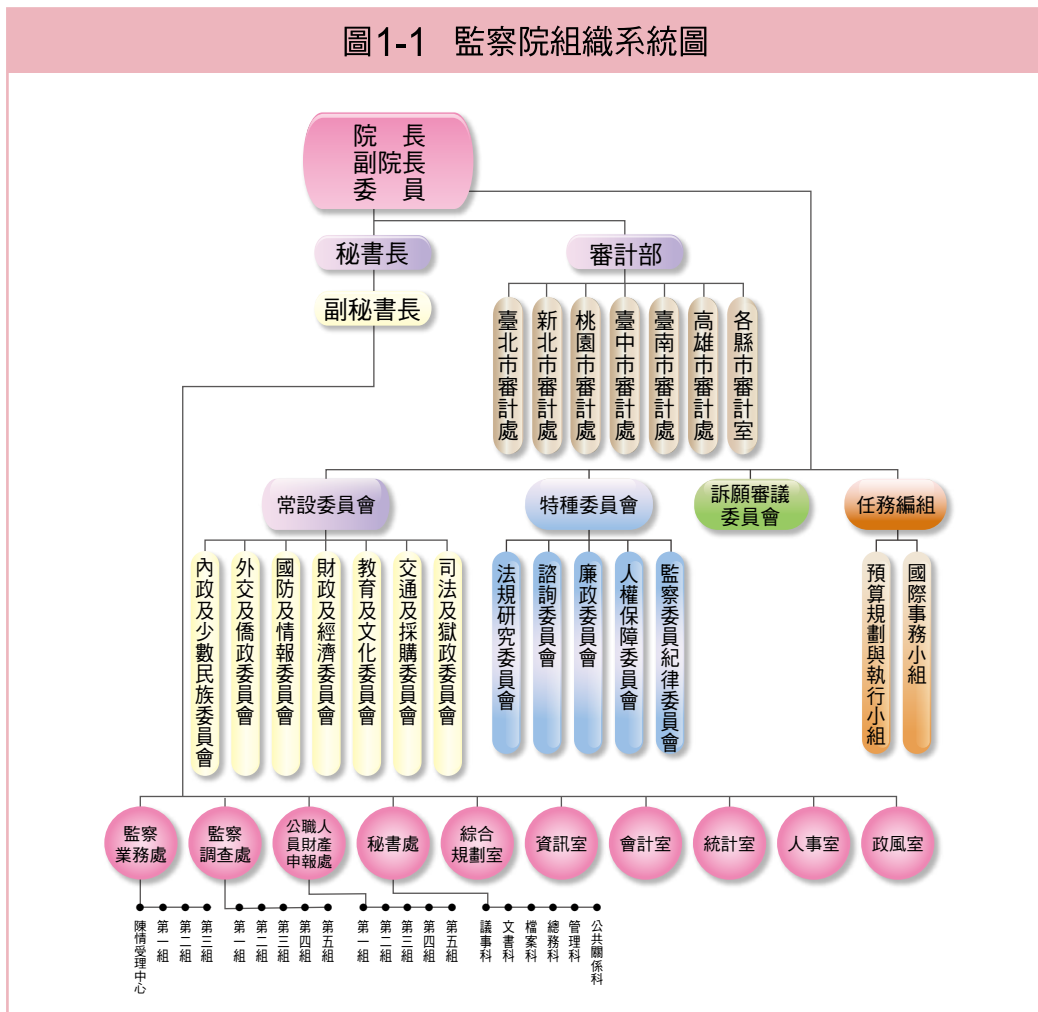 圖1-1 監察院組織系統圖
院 長
副院長
委 員
秘書長
審計部
副秘書長
臺北市審計處
新北市審計處
桃園市審計處
臺中市審計處
臺南市審計處
高雄市審計處
各縣市審計室
常設委員會
特種委員會
訴願審議
委員會
任務編組
內政及少數民族委員會
外交及僑政委員會
國防及情報委員會
財政及經濟委員會
教育及文化委員會
交通及採購委員會
司法及獄政委員會
法規研究委員會
諮詢委員會
廉政委員會
人權保障委員會
監察委員紀律委員會
預算規劃與執行小組
國際事務小組
監察
業務處
監察
調查處
公職人
員財產
申報處
秘書處
綜合
規劃室
資訊室
會計室
統計室
人事室
政風室
陳情受理中心
第一組
第二組
第三組
第一組
第二組
第三組
第四組
第五組
第一組
第二組
第三組
第四組
第五組
議事科
文書科
檔案科
總務科
管理科
公共關係科